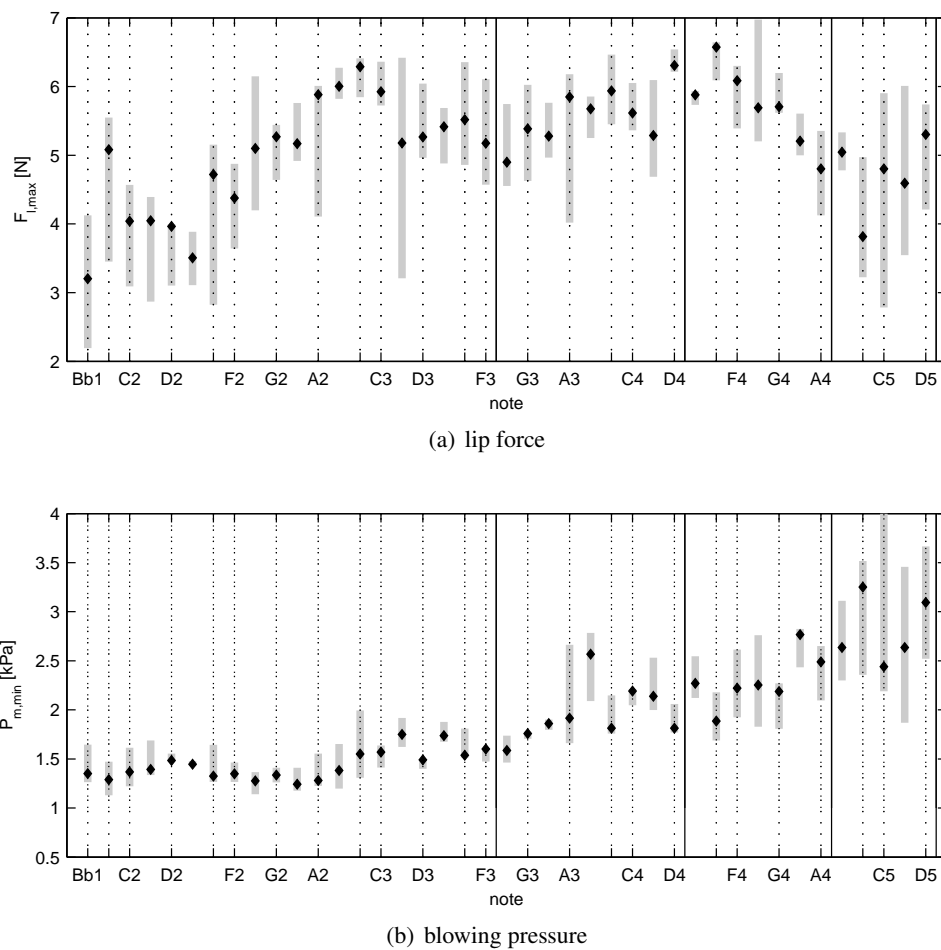 7
6
5
4
3
2
F_l,max [N]
Bb1 C2 D2 F2 G2 A2 C3 D3 F3 G3 A3 C4 D4 F4 G4 A4 C5 D5
note
(a) lip force
4
3.5
3
2.5
2
1.5
1
0.5
P_m,min [kPa]
Bb1 C2 D2 F2 G2 A2 C3 D3 F3 G3 A3 C4 D4 F4 G4 A4 C5 D5
note
(b) blowing pressure